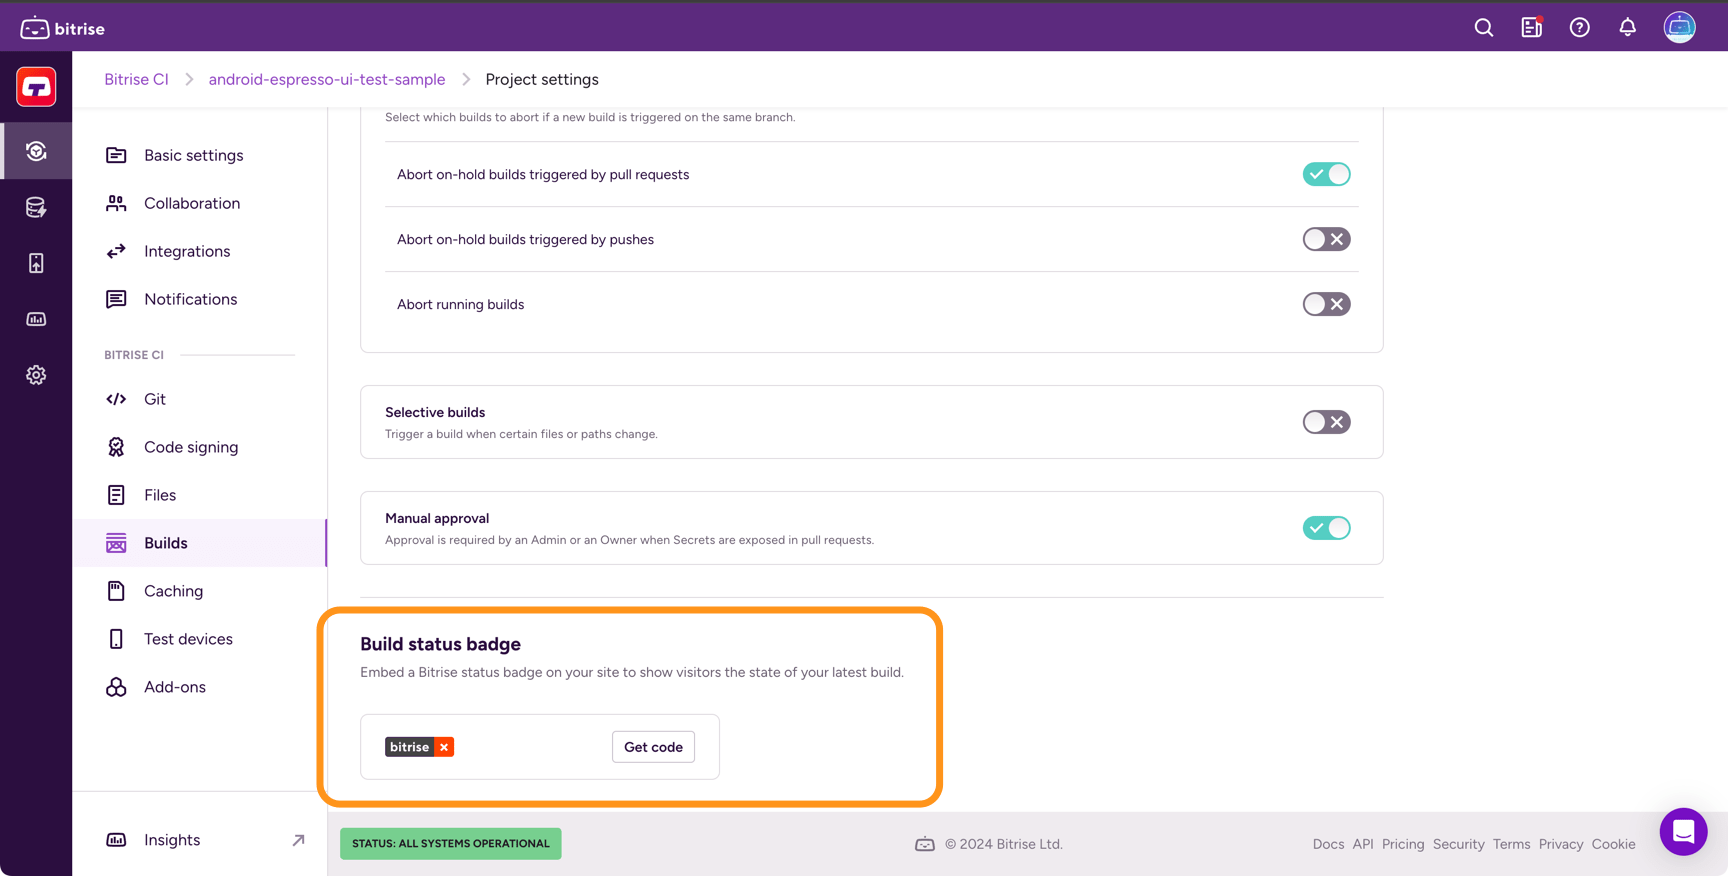 bitrise
Bitrise CI
android-espresso-ui-test-sample
Project settings
Basic settings
Collaboration
Integrations
Notifications
BITRISE CI
Git
Code signing
Files
Builds
Caching
Test devices
Add-ons
Insights
Select which builds to abort if a new build is triggered on the same branch.
Abort on-hold builds triggered by pull requests
Abort on-hold builds triggered by pushes
Abort running builds
Selective builds
Trigger a build when certain files or paths change.
Manual approval
Approval is required by an Admin or an Owner when Secrets are exposed in pull requests.
Build status badge
Embed a Bitrise status badge on your site to show visitors the state of your latest build.
bitrise
Get code
STATUS: ALL SYSTEMS OPERATIONAL
© 2024 Bitrise Ltd.
Docs API Pricing Security Terms Privacy Cookie